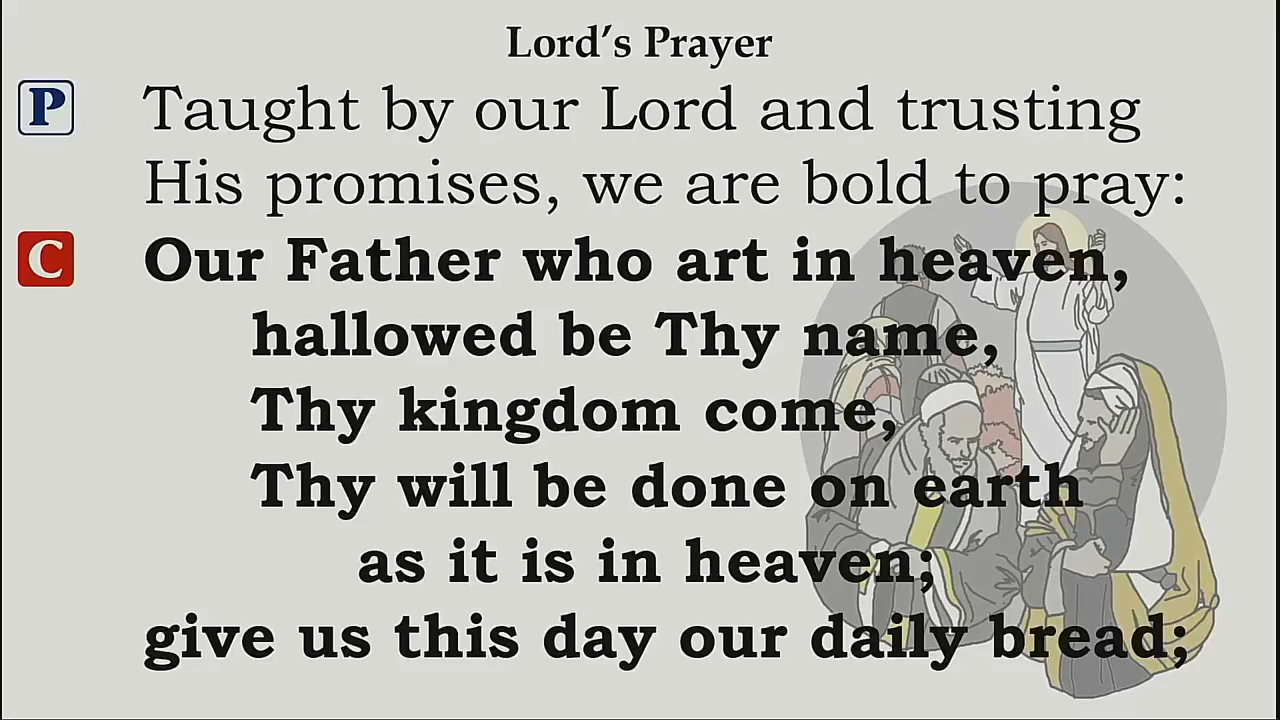 Lord’s Prayer
P Taught by our Lord and trusting
His promises, we are bold to pray:
C Our Father who art in heaven,
hallowed be Thy name,
Thy kingdom come,
Thy will be done on earth
as it is in heaven;
give us this day our daily bread;